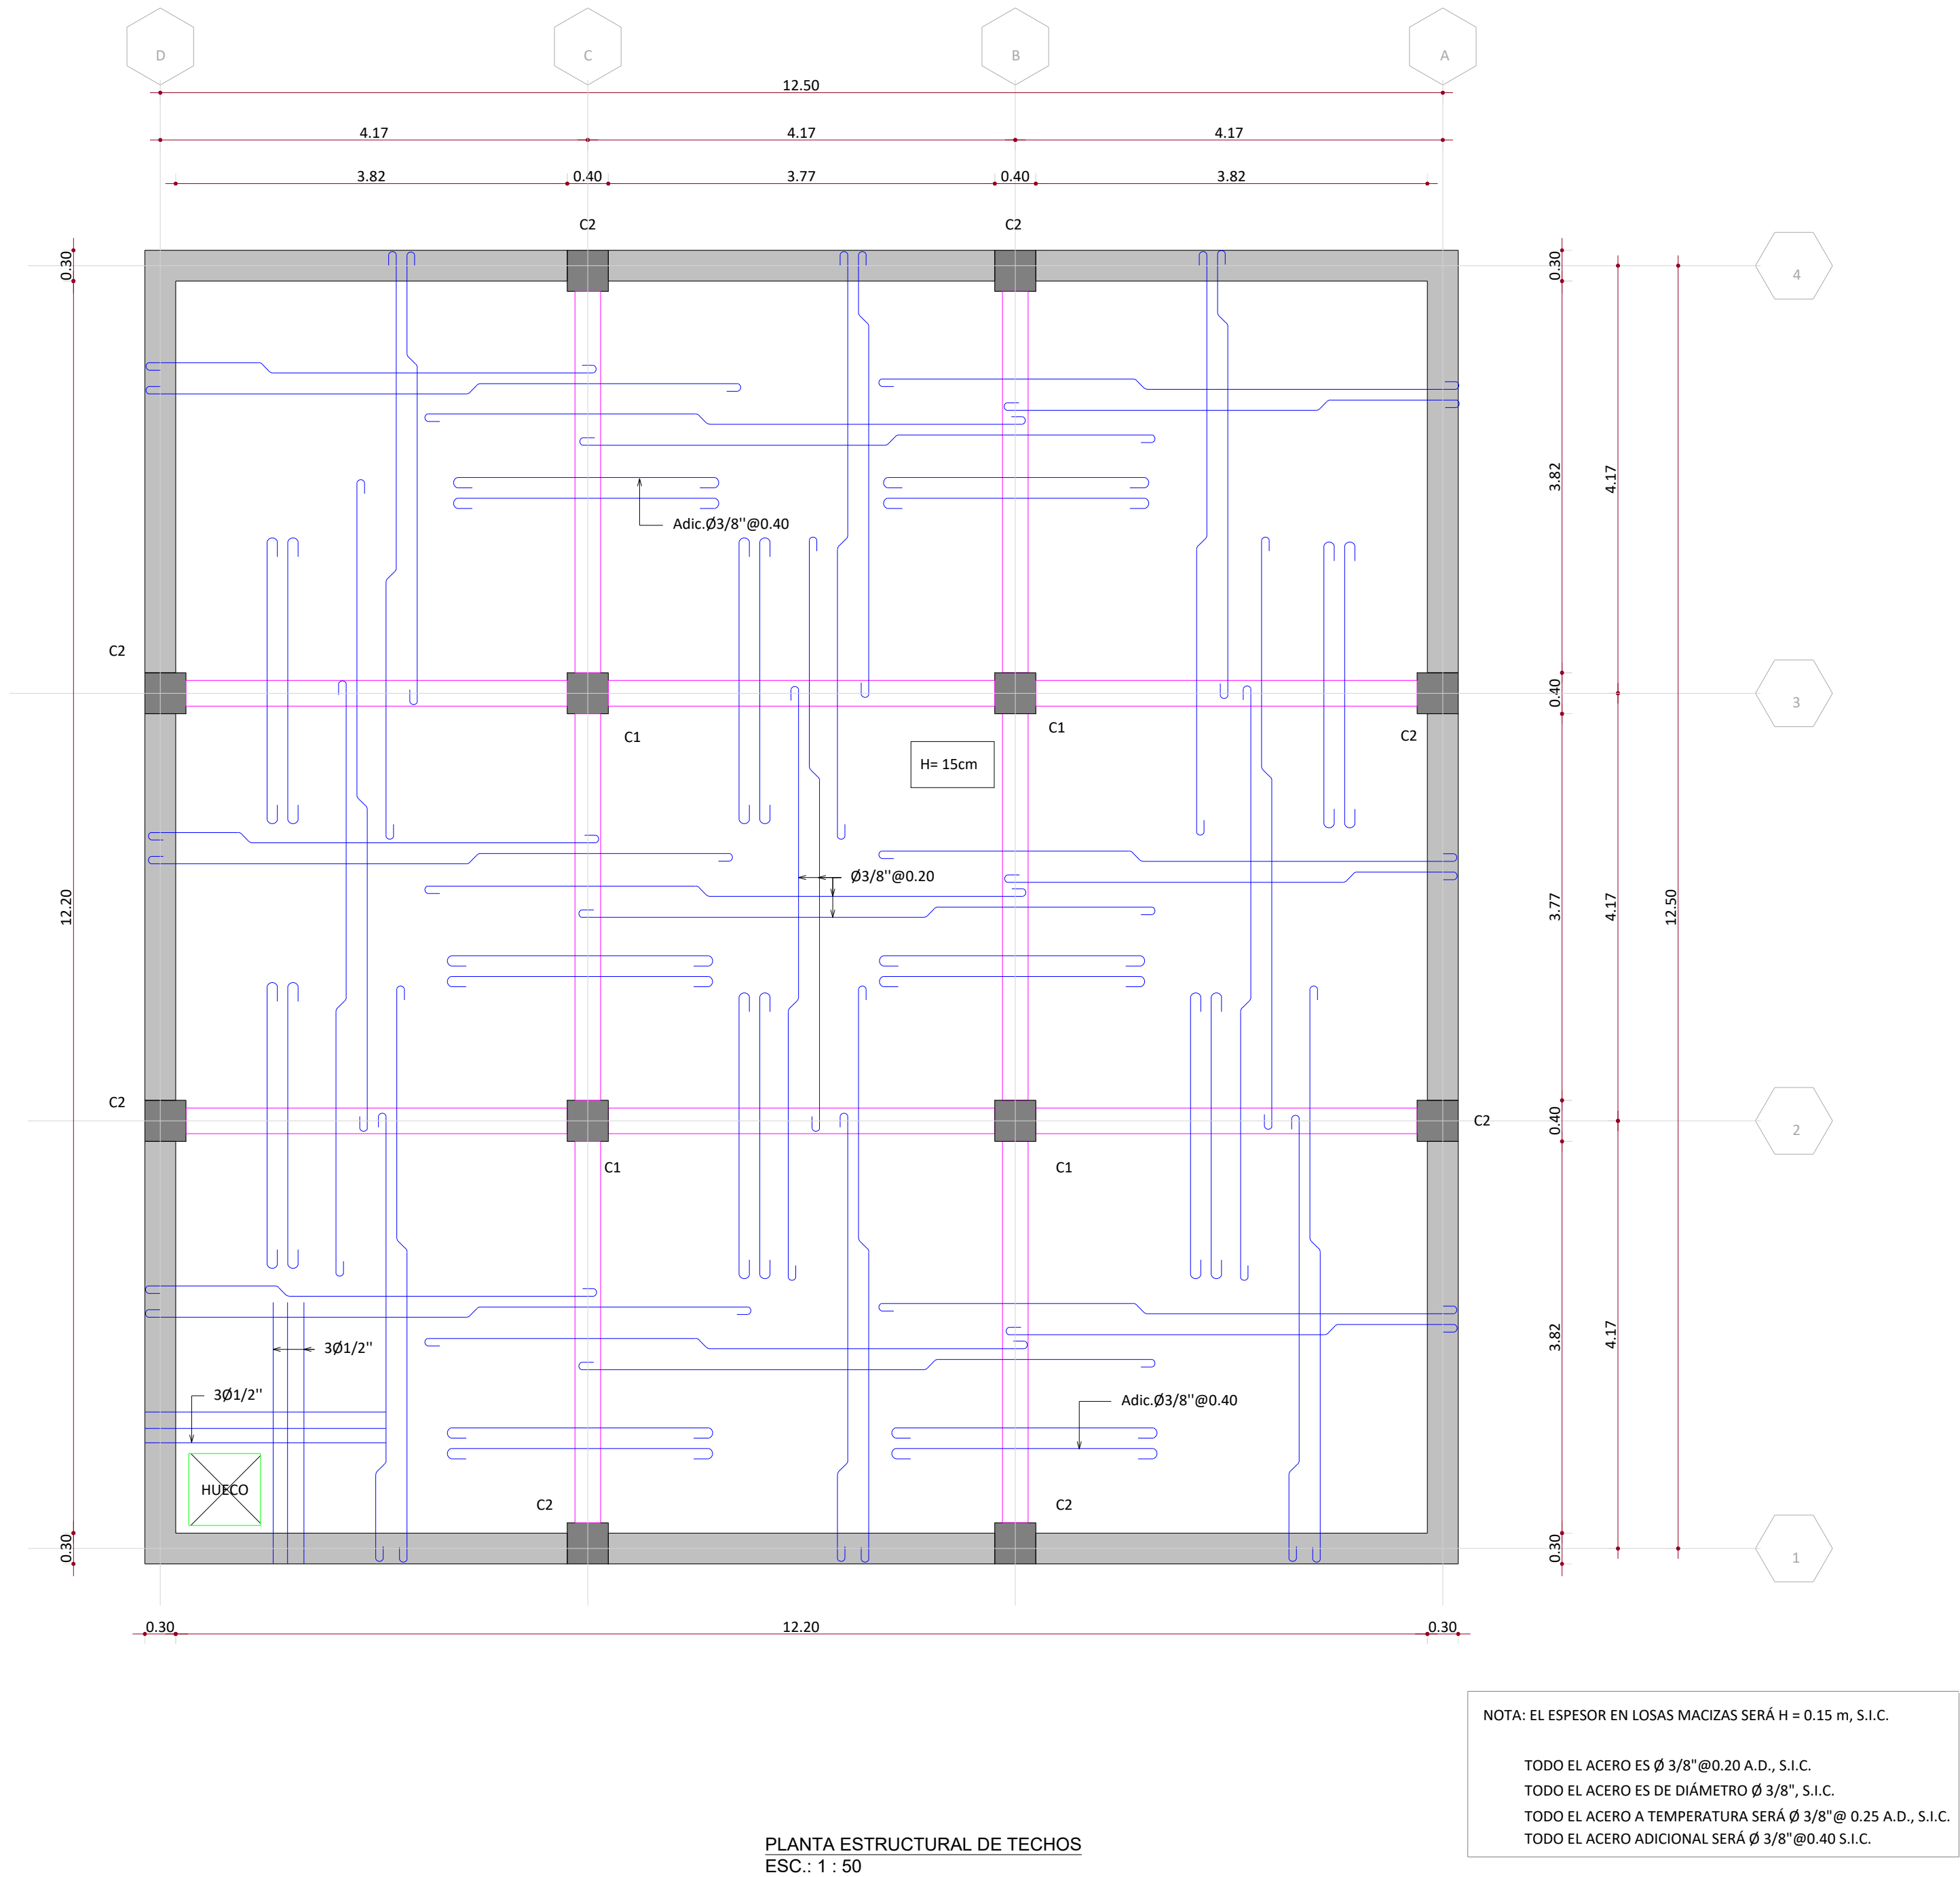 D
C
B
A
12.50
4.17
4.17
4.17
3.82
0.40
3.77
0.40
3.82
C2
C2
0.30
0.30
4
3.82
4.17
Adic.Ø3/8''@0.40
C2
0.40
3
C1
C1
C2
H= 15cm
Ø3/8''@0.20
12.20
3.77
4.17
12.50
C2
0.40
C2
2
C1
C1
3Ø1/2''
3.82
4.17
3Ø1/2''
Adic.Ø3/8''@0.40
HUECO
C2
C2
0.30
0.30
1
0.30
12.20
0.30
NOTA: EL ESPESOR EN LOSAS MACIZAS SERÁ H = 0.15 m, S.I.C.
TODO EL ACERO ES Ø 3/8"@0.20 A.D., S.I.C.
TODO EL ACERO ES DE DIÁMETRO Ø 3/8", S.I.C.
TODO EL ACERO A TEMPERATURA SERÁ Ø 3/8"@ 0.25 A.D., S.I.C.
TODO EL ACERO ADICIONAL SERÁ Ø 3/8"@0.40 S.I.C.
PLANTA ESTRUCTURAL DE TECHOS
ESC.: 1 : 50